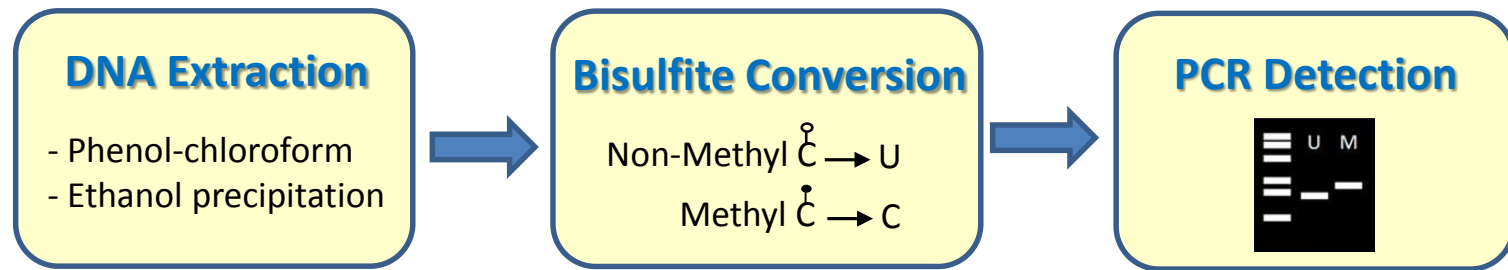 DNA Extraction
- Phenol-chloroform
- Ethanol precipitation
Bisulfite Conversion
Non-Methyl C → U
Methyl C → C
PCR Detection
U M